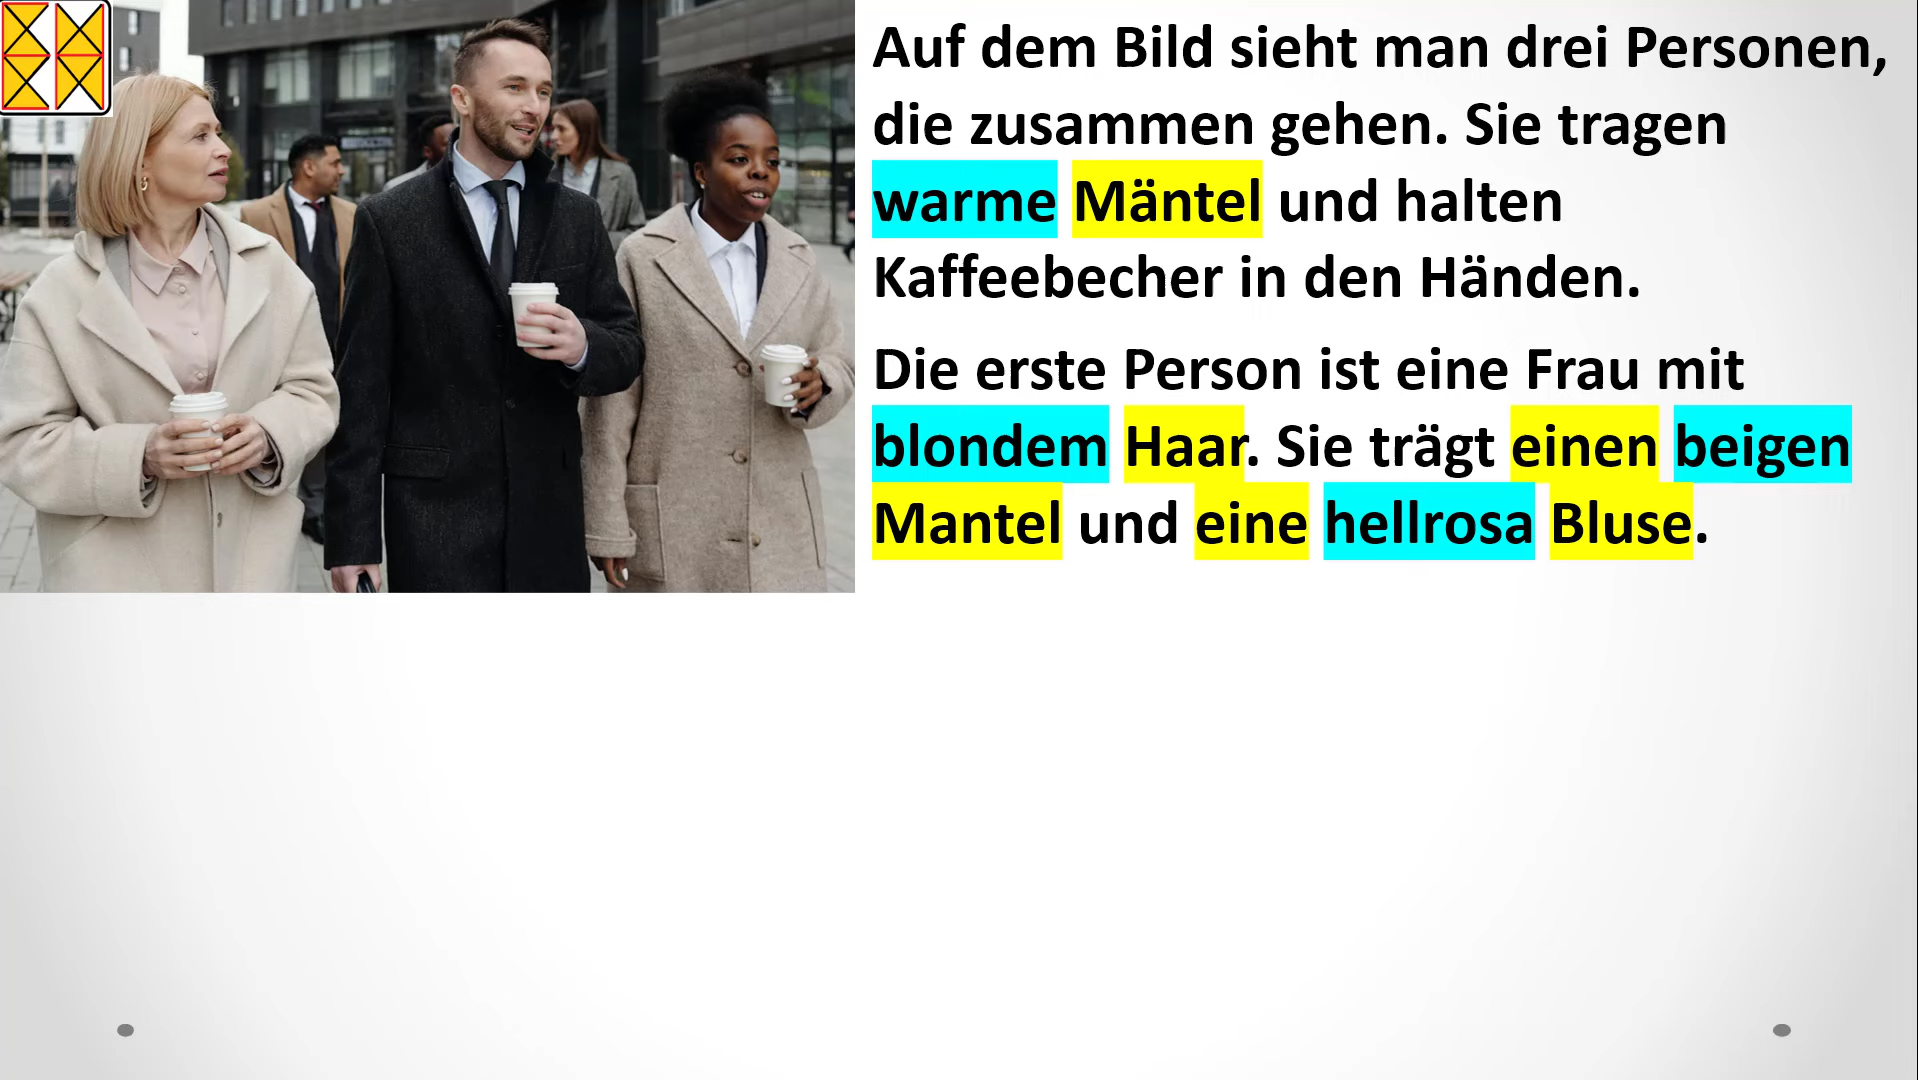 Auf dem Bild sieht man drei Personen,
die zusammen gehen. Sie tragen
warme Mäntel und halten
Kaffeebecher in den Händen.
Die erste Person ist eine Frau mit
blondem Haar. Sie trägt einen beigen
Mantel und eine hellrosa Bluse.